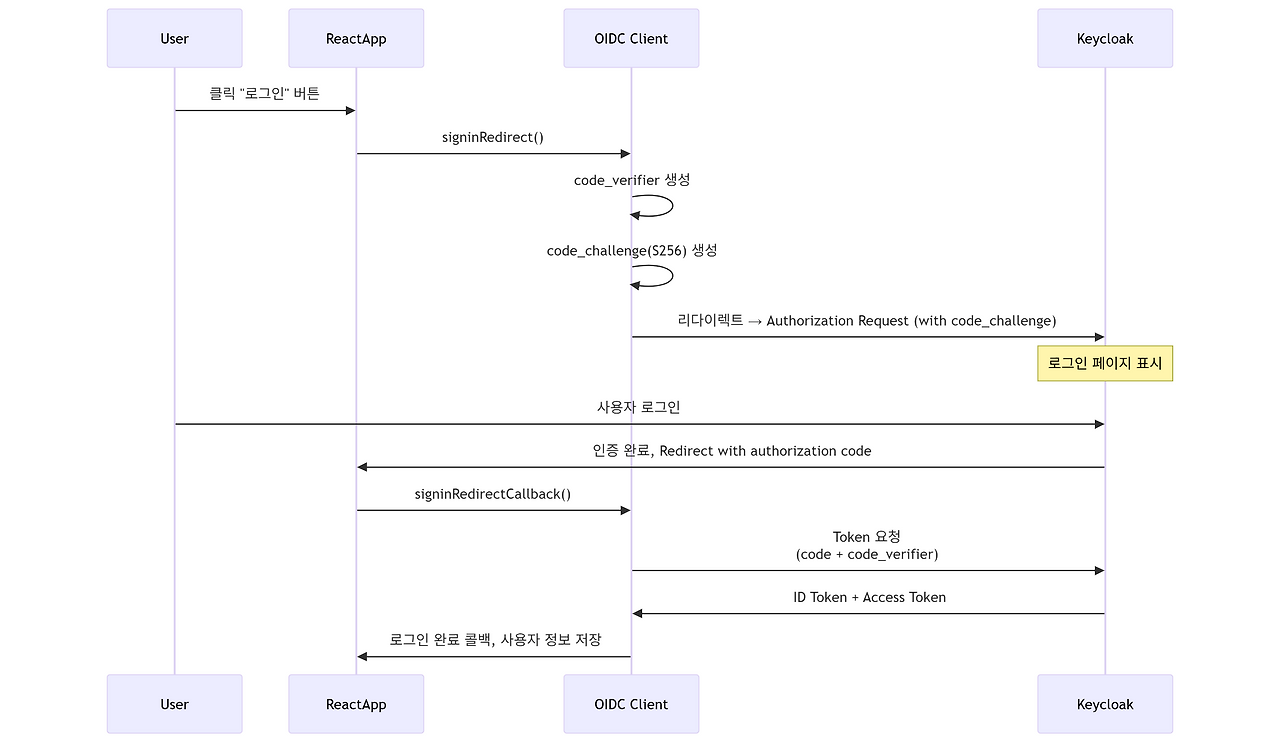 User
ReactApp
OIDC Client
Keycloak
클릭 "로그인" 버튼
signinRedirect()
code_verifier 생성
code_challenge(S256) 생성
리다이렉트 → Authorization Request (with code_challenge)
로그인 페이지 표시
사용자 로그인
인증 완료, Redirect with authorization code
signinRedirectCallback()
Token 요청
(code + code_verifier)
ID Token + Access Token
로그인 완료 콜백, 사용자 정보 저장
User
ReactApp
OIDC Client
Keycloak